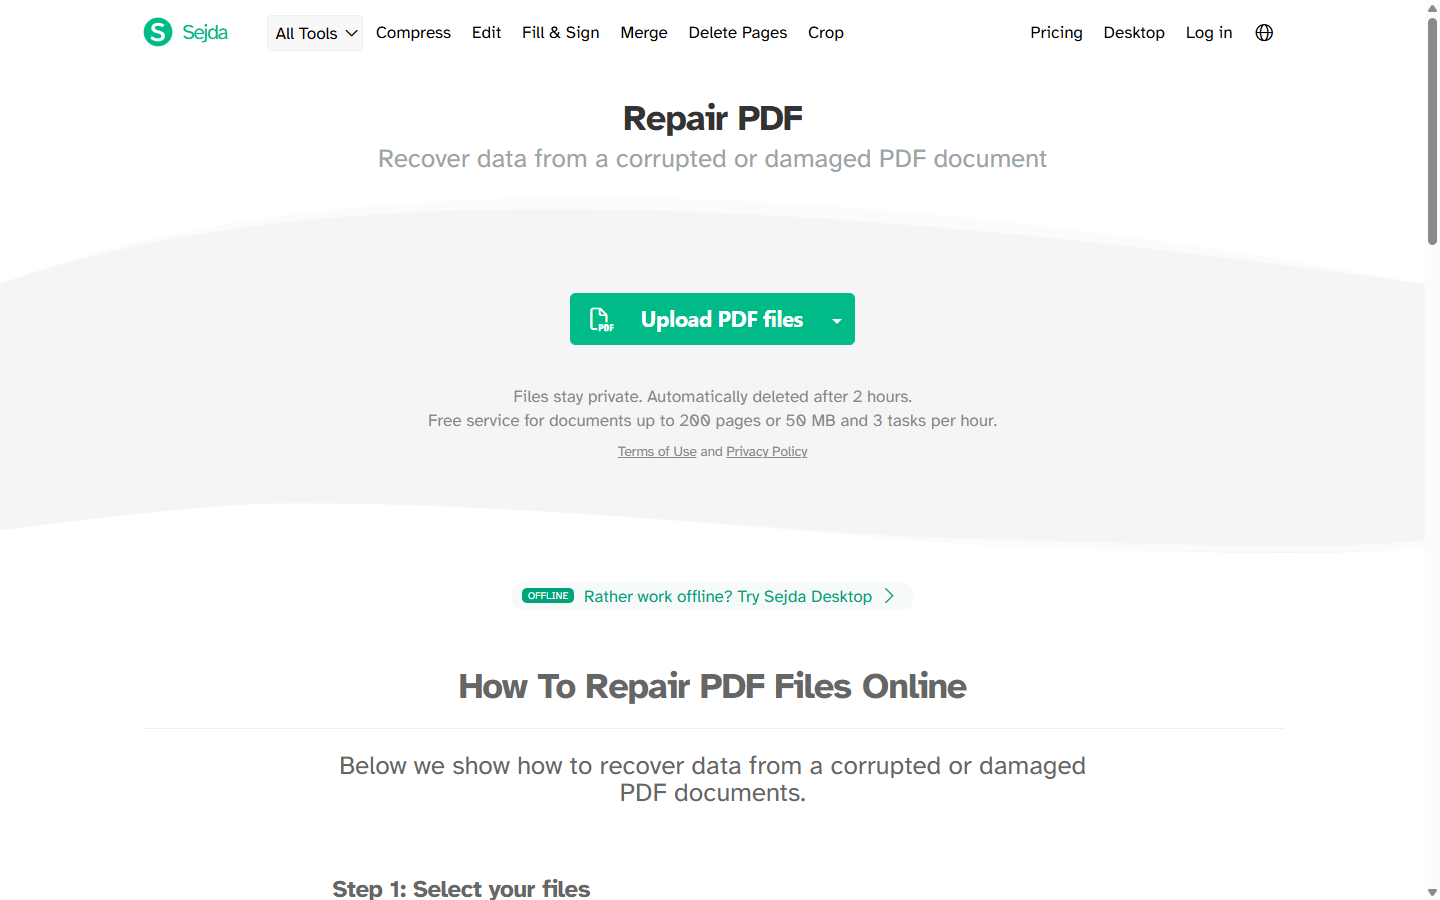 S Sejda All Tools Compress Edit Fill & Sign Merge Delete Pages Crop Pricing Desktop Log in
Repair PDF
Recover data from a corrupted or damaged PDF document
PDF Upload PDF files
Files stay private. Automatically deleted after 2 hours.
Free service for documents up to 200 pages or 50 MB and 3 tasks per hour.
Terms of Use and Privacy Policy
OFFLINE Rather work offline? Try Sejda Desktop
How To Repair PDF Files Online
Below we show how to recover data from a corrupted or damaged
PDF documents.
Step 1: Select your files